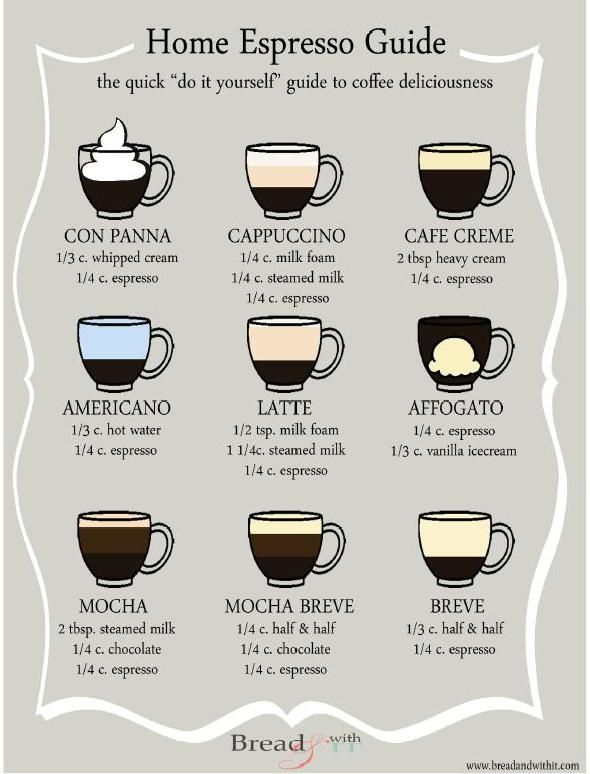 Home Espresso Guide
the quick “do it yourself” guide to coffee deliciousness
CON PANNA
1/3 c. whipped cream
1/4 c. espresso
CAPPUCCINO
1/4 c. milk foam
1/4 c. steamed milk
1/4 c. espresso
CAFE CREME
2 tbsp heavy cream
1/4 c. espresso
AMERICANO
1/3 c. hot water
1/4 c. espresso
LATTE
1/2 tsp. milk foam
1 1/4c. steamed milk
1/4 c. espresso
AFFOGATO
1/4 c. espresso
1/3 c. vanilla icecream
MOCHA
2 tbsp. steamed milk
1/4 c. chocolate
1/4 c. espresso
MOCHA BREVE
1/4 c. half & half
1/4 c. chocolate
1/4 c. espresso
BREVE
1/3 c. half & half
1/4 c. espresso
Bread & with IT
www.breadandwithit.com